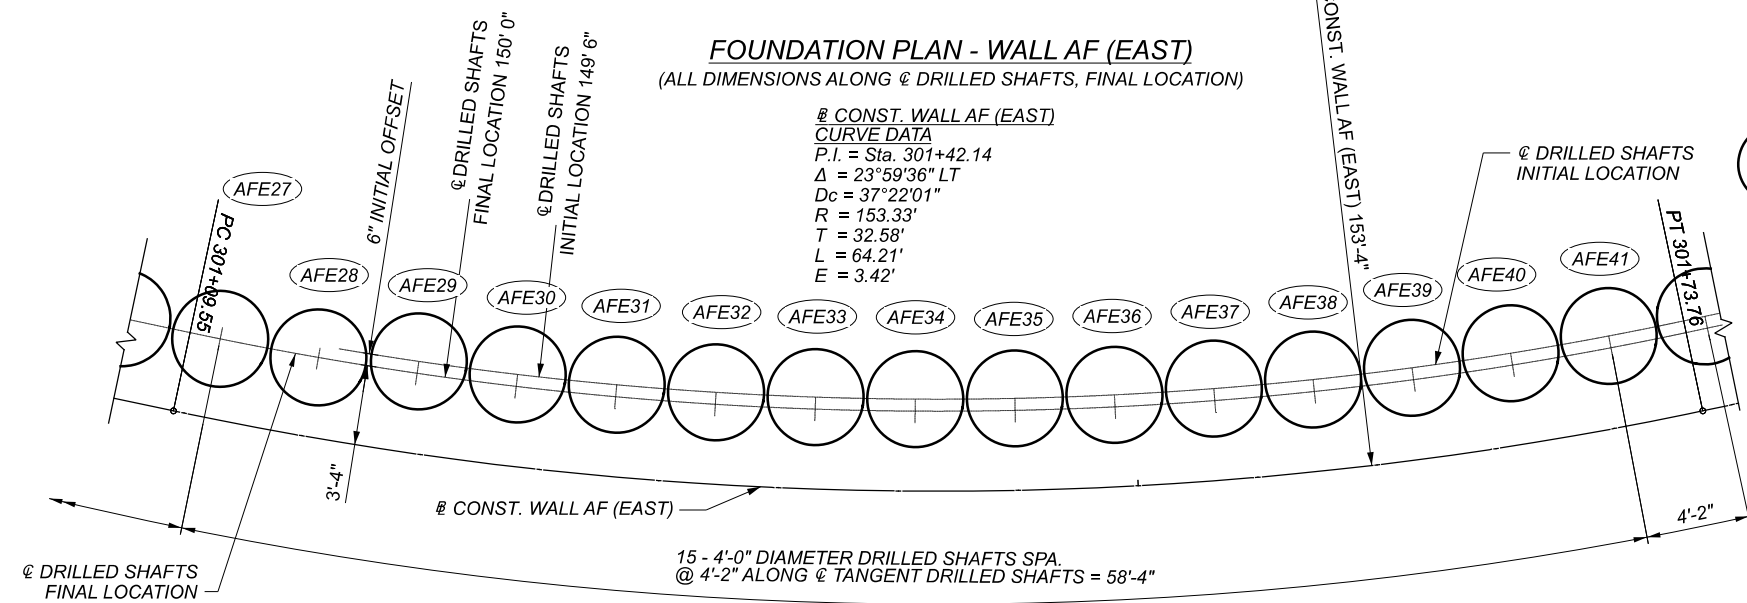 FOUNDATION PLAN - WALL AF (EAST)
(ALL DIMENSIONS ALONG ℄ DRILLED SHAFTS, FINAL LOCATION)
℄ DRILLED SHAFTS
FINAL LOCATION 150' 0"
℄ DRILLED SHAFTS
INITIAL LOCATION 149' 6"
6" INITIAL OFFSET
CONST. WALL AF (EAST) 153'-4"
B CONST. WALL AF (EAST)
CURVE DATA
P.I. = Sta. 301+42.14
Δ = 23°59'36" LT
Dc = 37°22'01"
R = 153.33'
T = 32.58'
L = 64.21'
E = 3.42'
℄ DRILLED SHAFTS
INITIAL LOCATION
AFE27
PC 301+09.55
AFE28
AFE29
AFE30
AFE31
AFE32
AFE33
AFE34
AFE35
AFE36
AFE37
AFE38
AFE39
AFE40
AFE41
PT 301+73.76
3'-4"
B CONST. WALL AF (EAST)
4'-2"
15 - 4'-0" DIAMETER DRILLED SHAFTS SPA.
@ 4'-2" ALONG ℄ TANGENT DRILLED SHAFTS = 58'-4"
℄ DRILLED SHAFTS
FINAL LOCATION